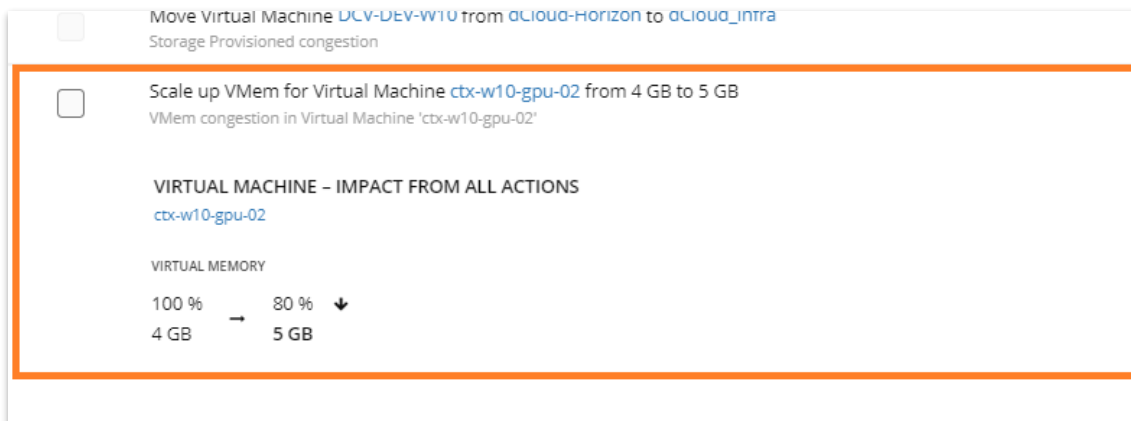 Move Virtual Machine DCV-DEV-W10 from dCloud-Horizon to dCloud_Infra
Storage Provisioned congestion
Scale up VMem for Virtual Machine ctx-w10-gpu-02 from 4 GB to 5 GB
VMem congestion in Virtual Machine 'ctx-w10-gpu-02'
VIRTUAL MACHINE – IMPACT FROM ALL ACTIONS
ctx-w10-gpu-02
VIRTUAL MEMORY
100 % → 80 % ↓
4 GB 5 GB